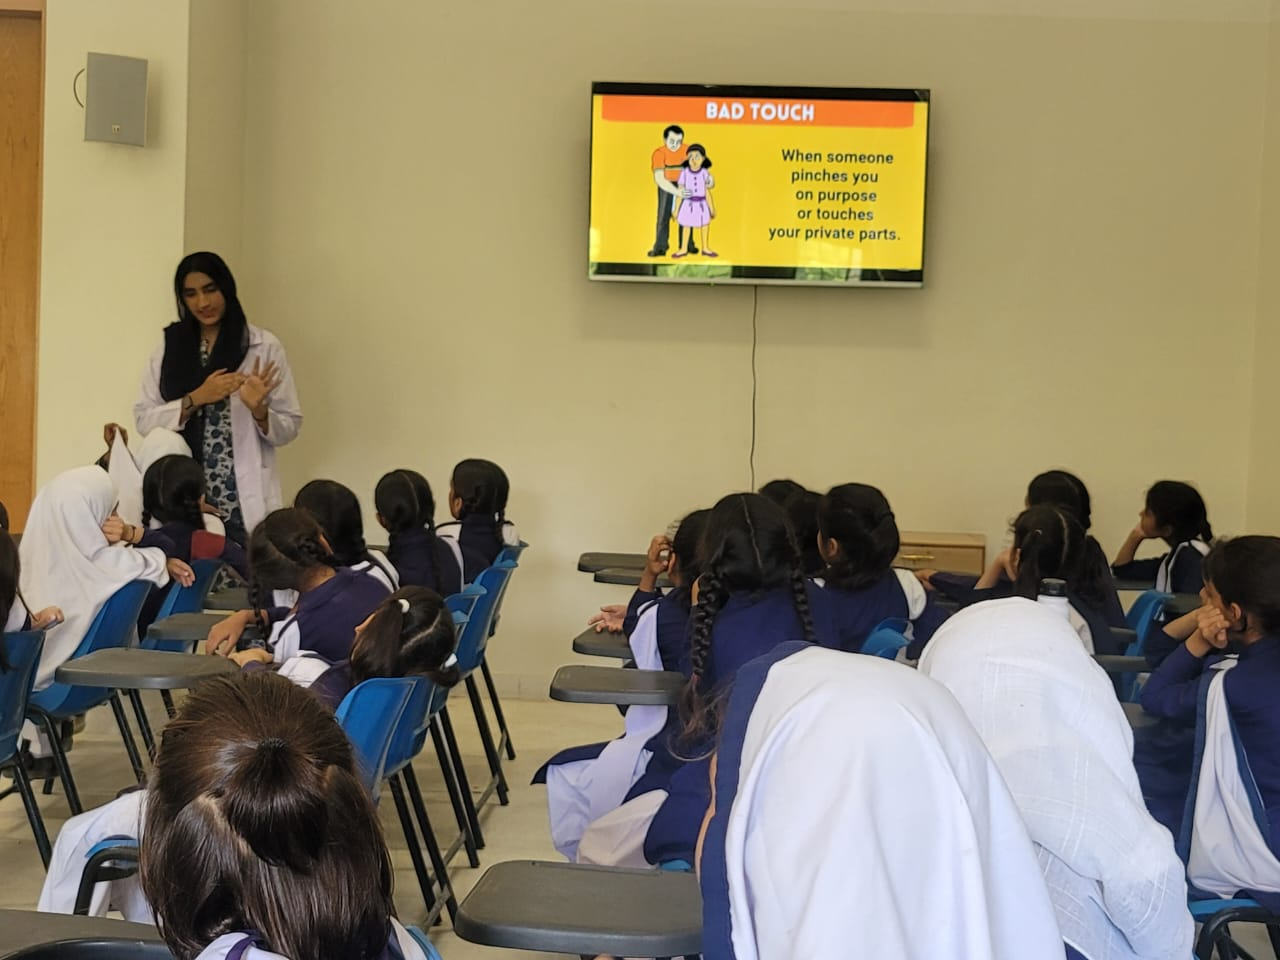 BAD TOUCH
When someone
pinches you
on purpose
or touches
your private parts.